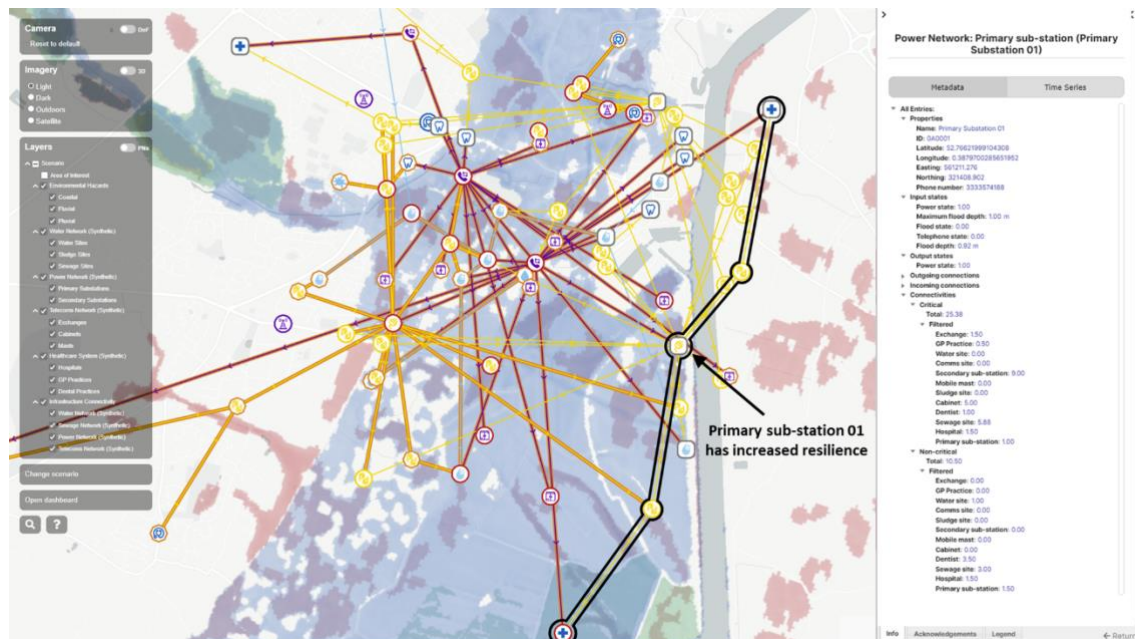 Camera
DoF
Reset to default
Imagery
3D
Light
Dark
Outdoors
Satellite
Layers
PNs
Scenario
Area of Interest
Environmental Hazards
Coastal
Fluvial
Pluvial
Water Network (Synthetic)
Water Sites
Sludge Sites
Sewage Sites
Power Network (Synthetic)
Primary Substations
Secondary Substations
Telecoms Network (Synthetic)
Exchanges
Cabinets
Masts
Healthcare System (Synthetic)
Hospitals
GP Practices
Dental Practices
Infrastructure Connectivity
Water Network (Synthetic)
Sewage Network (Synthetic)
Power Network (Synthetic)
Telecoms Network (Synthetic)
Change scenario
Open dashboard
?
Primary sub-station 01
has increased resilience
Power Network: Primary sub-station (Primary
Substation 01)
Metadata
Time Series
All Entries:
Properties
Name: Primary Substation 01
ID: 0A0001
Latitude: 52.76621999104308
Longitude: 0.3879700285651952
Easting: 561211.276
Northing: 321408.902
Phone number: 3333574188
Input states
Power state: 1.00
Maximum flood depth: 1.00 m
Flood state: 0.00
Telephone state: 0.00
Flood depth: 0.92 m
Output states
Power state: 1.00
Outgoing connections
Incoming connections
Connectivities
Critical
Total: 25.38
Filtered
Exchange: 1.50
GP Practice: 0.50
Water site: 0.00
Comms site: 0.00
Secondary sub-station: 9.00
Mobile mast: 0.00
Sludge site: 0.00
Cabinet: 5.00
Dentist: 1.00
Sewage site: 5.88
Hospital: 1.50
Primary sub-station: 1.00
Non-critical
Total: 10.50
Filtered
Exchange: 0.00
GP Practice: 0.00
Water site: 1.00
Comms site: 0.00
Sludge site: 0.00
Secondary sub-station: 0.00
Mobile mast: 0.00
Cabinet: 0.00
Dentist: 3.50
Sewage site: 3.00
Hospital: 1.50
Primary sub-station: 1.50
Info
Acknowledgements
Legend
Return